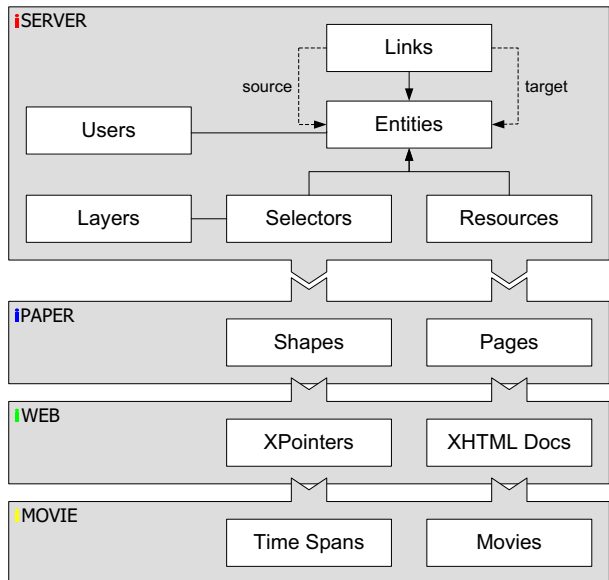 iSERVER
Links
source
target
Users
Entities
Layers
Selectors
Resources
iPAPER
Shapes
Pages
iWEB
XPointers
XHTML Docs
iMOVIE
Time Spans
Movies